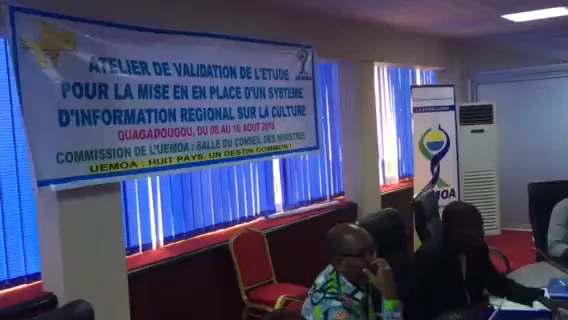 ATELIER DE VALIDATION DE L'ETUDE
POUR LA MISE EN EN PLACE D'UN SYSTEME
D'INFORMATION REGIONAL SUR LA CULTURE
OUAGADOUGOU, DU 08 AU 10 AOUT 2018
COMMISSION DE L'UEMOA : SALLE DU CONSEIL DES MINISTRES
UEMOA : HUIT PAYS, UN DESTIN COMMUN !